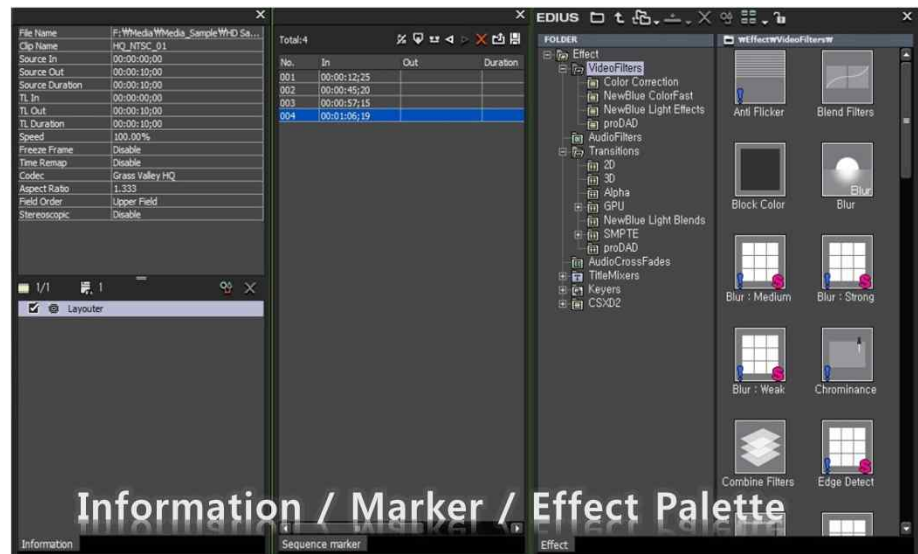 File Name F:₩Media₩Media_Sample₩HD Sa...
Clip Name HQ_NTSC_01
Source In 00:00:00;00
Source Out 00:00:10;00
Source Duration 00:00:10;00
TL In 00:00:00;00
TL Out 00:00:10;00
TL Duration 00:00:10;00
Speed 100.00%
Freeze Frame Disable
Time Remap Disable
Codec Grass Valley HQ
Aspect Ratio 1.333
Field Order Upper Field
Stereoscopic Disable
1/1 1
Layouter
Information
Total:4
No. In Out Duration
001 00:00:12;25
002 00:00:45;20
003 00:00:57;15
004 00:01:06;19
Sequence marker
EDIUS
FOLDER
Effect
VideoFilters
Color Correction
NewBlue ColorFast
NewBlue Light Effects
proDAD
AudioFilters
Transitions
2D
3D
Alpha
GPU
NewBlue Light Blends
SMPTE
proDAD
AudioCrossFades
TitleMixers
Keyers
CSXD2
₩Effect₩VideoFilters₩
Anti Flicker Blend Filters
Blur
Block Color Blur
Blur : Medium Blur : Strong
Blur : Weak Chrominance
Combine Filters Edge Detect
Effect
Information / Marker / Effect Palette